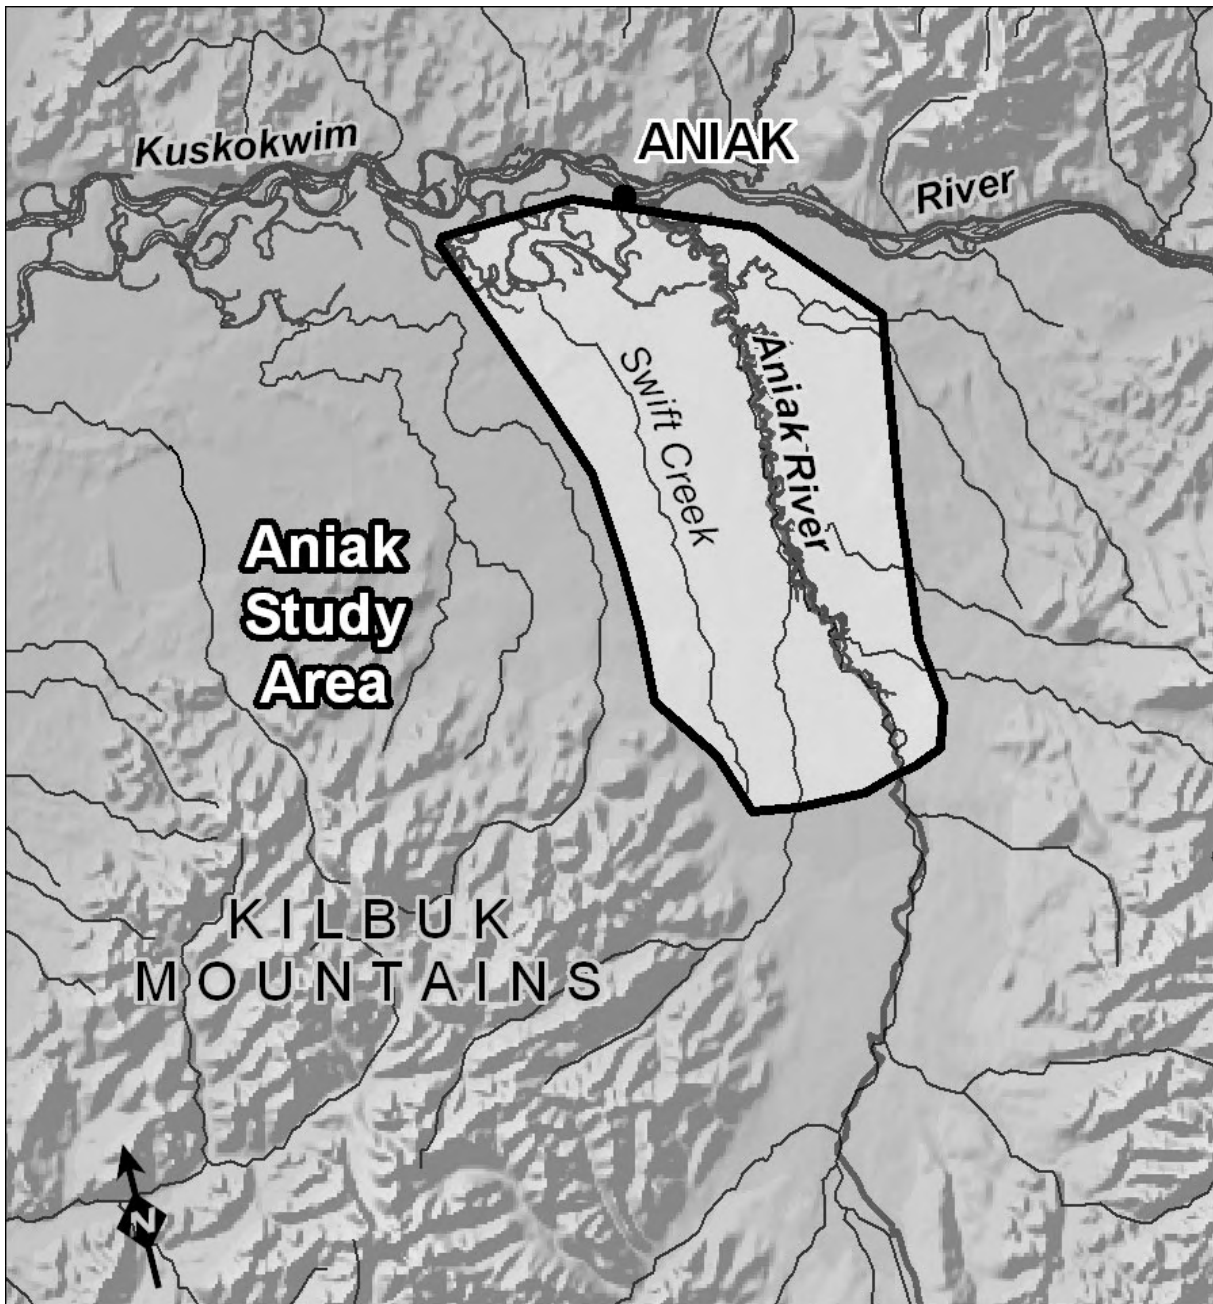 Kuskokwim
ANIAK
River
Swift Creek
Aniak River
Aniak
Study
Area
KILBUK
MOUNTAINS
N